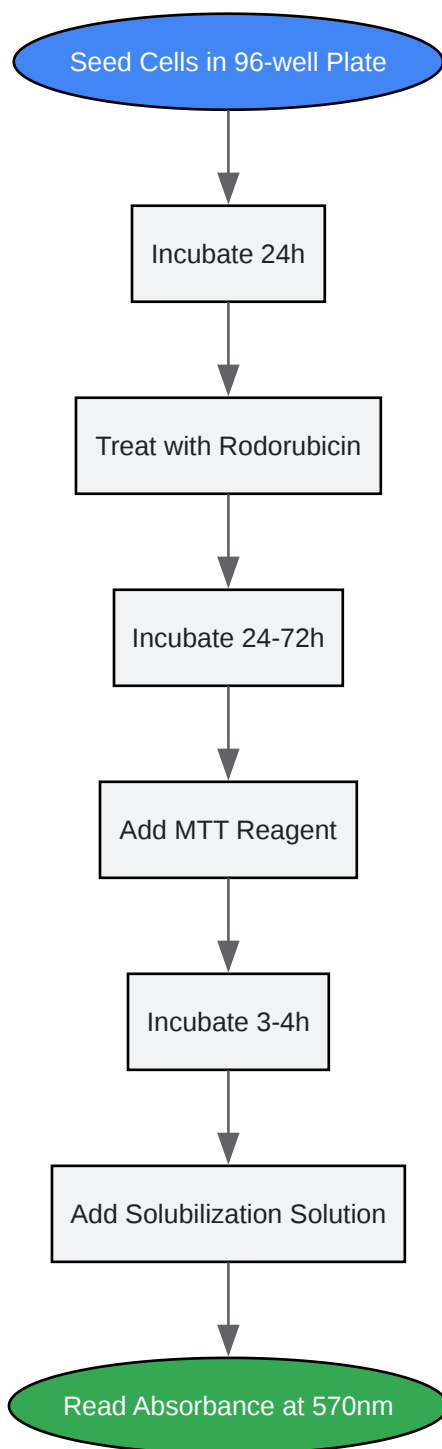 Seed Cells in 96-well Plate
Incubate 24h
Treat with Rodorubicin
Incubate 24-72h
Add MTT Reagent
Incubate 3-4h
Add Solubilization Solution
Read Absorbance at 570nm